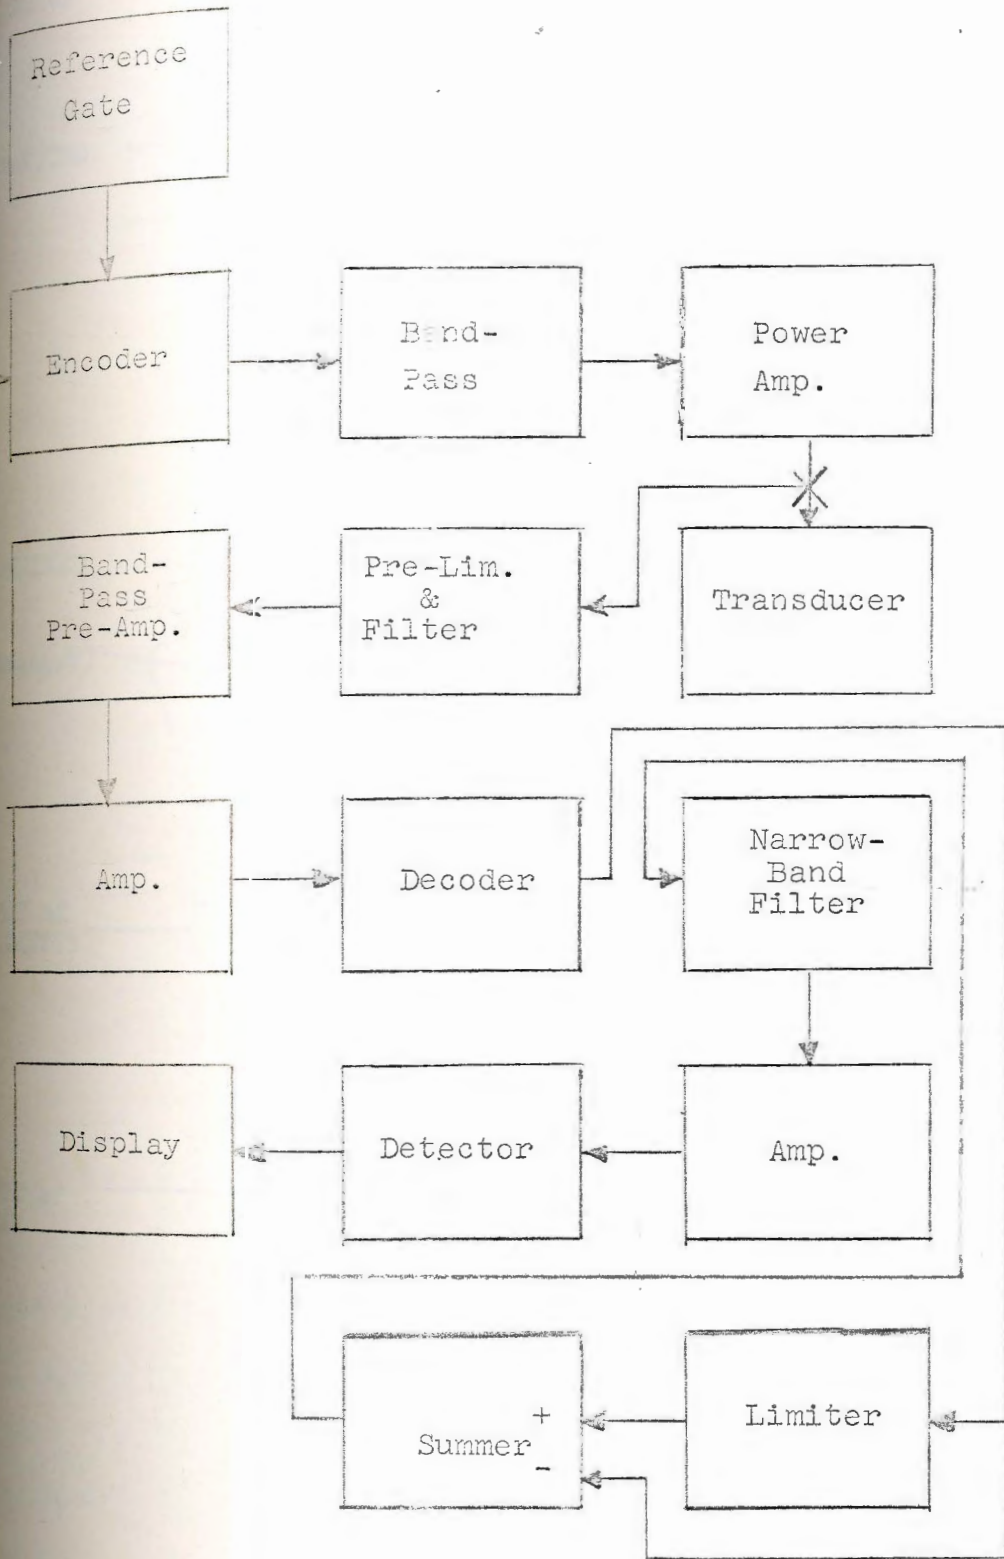 Reference
Gate
Encoder
Band-
Pass
Power
Amp.
Band-
Pass
Pre-Amp.
Pre-Lim.
&
Filter
Transducer
Amp.
Decoder
Narrow-
Band
Filter
Display
Detector
Amp.
+
Summer
-
Limiter